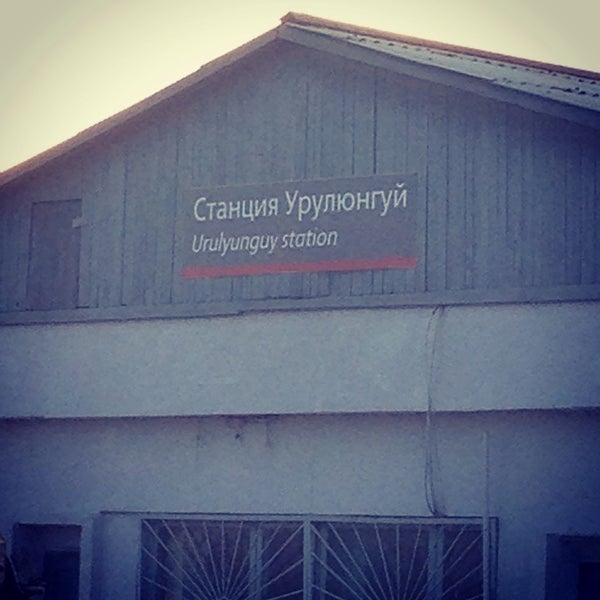 Станция Урулюнгуй
Urulyunguy station